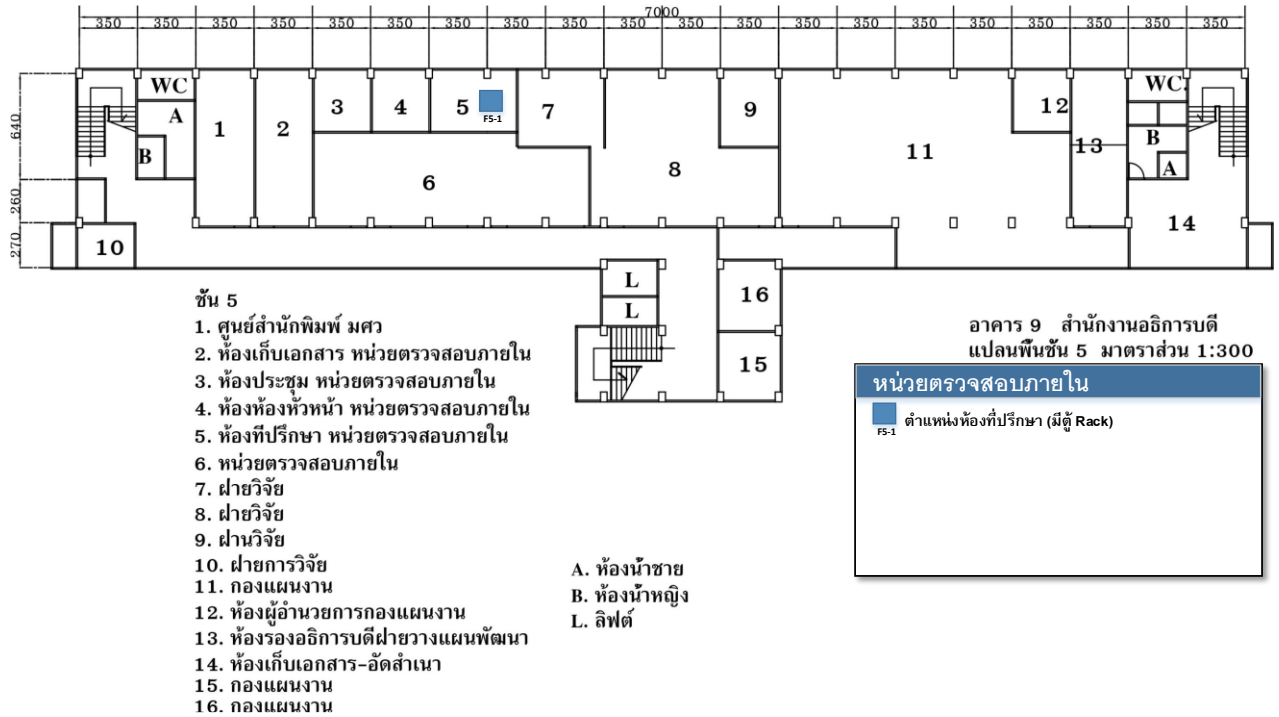 7000
350 350 350 350 350 350 350 350 350 350 350 350 350 350 350 350 350 350 350 350
640
260
270
WC
A
B
1
2
3
4
5
F5-1
6
7
8
9
10
11
12
13
WC.
B
A
14
L
L
16
15
ชั้น 5
1. ศูนย์สำนักพิมพ์ มศว
2. ห้องเก็บเอกสาร หน่วยตรวจสอบภายใน
3. ห้องประชุม หน่วยตรวจสอบภายใน
4. ห้องห้องหัวหน้า หน่วยตรวจสอบภายใน
5. ห้องที่ปรึกษา หน่วยตรวจสอบภายใน
6. หน่วยตรวจสอบภายใน
7. ฝ่ายวิจัย
8. ฝ่ายวิจัย
9. ฝ่านวิจัย
10. ฝ่ายการวิจัย
11. กองแผนงาน
12. ห้องผู้อำนวยการกองแผนงาน
13. ห้องรองอธิการบดีฝ่ายวางแผนพัฒนา
14. ห้องเก็บเอกสาร-อัดสำเนา
15. กองแผนงาน
16. กองแผนงาน
A. ห้องน้ำชาย
B. ห้องน้ำหญิง
L. ลิฟต์
อาคาร 9 สำนักงานอธิการบดี
แปลนพื้นชั้น 5 มาตราส่วน 1:300
หน่วยตรวจสอบภายใน
F5-1 ตำแหน่งห้องที่ปรึกษา (มีตู้ Rack)